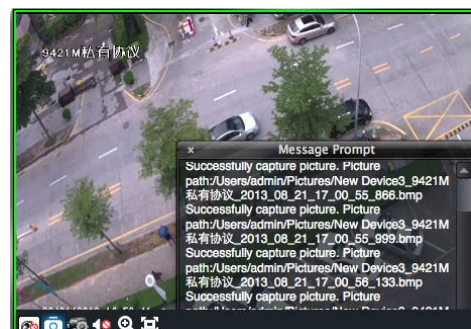 9421M私有协议
Message Prompt
Successfully capture picture. Picture
path:/Users/admin/Pictures/New Device3_9421M
私有协议_2013_08_21_17_00_55_866.bmp
Successfully capture picture. Picture
path:/Users/admin/Pictures/New Device3_9421M
私有协议_2013_08_21_17_00_55_999.bmp
Successfully capture picture. Picture
path:/Users/admin/Pictures/New Device3_9421M
私有协议_2013_08_21_17_00_56_133.bmp
Successfully capture picture. Picture